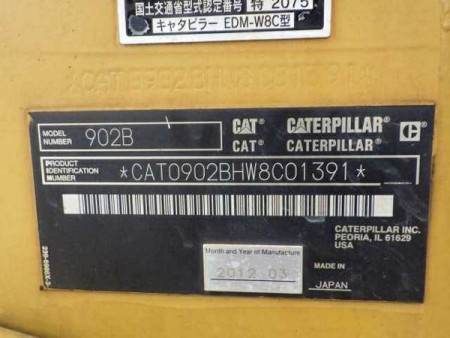 国土交通省型式認定番号 特 2075
キャタピラー EDM-W8C型
MODEL NUMBER 902B
CAT CATERPILLAR C
CAT® CATERPILLAR®
PRODUCT IDENTIFICATION NUMBER *CAT0902BHW8C01391*
CATERPILLAR INC.
PEORIA, IL 61629
USA
Month and Year of Manufacture
2012 03
MADE IN
JAPAN